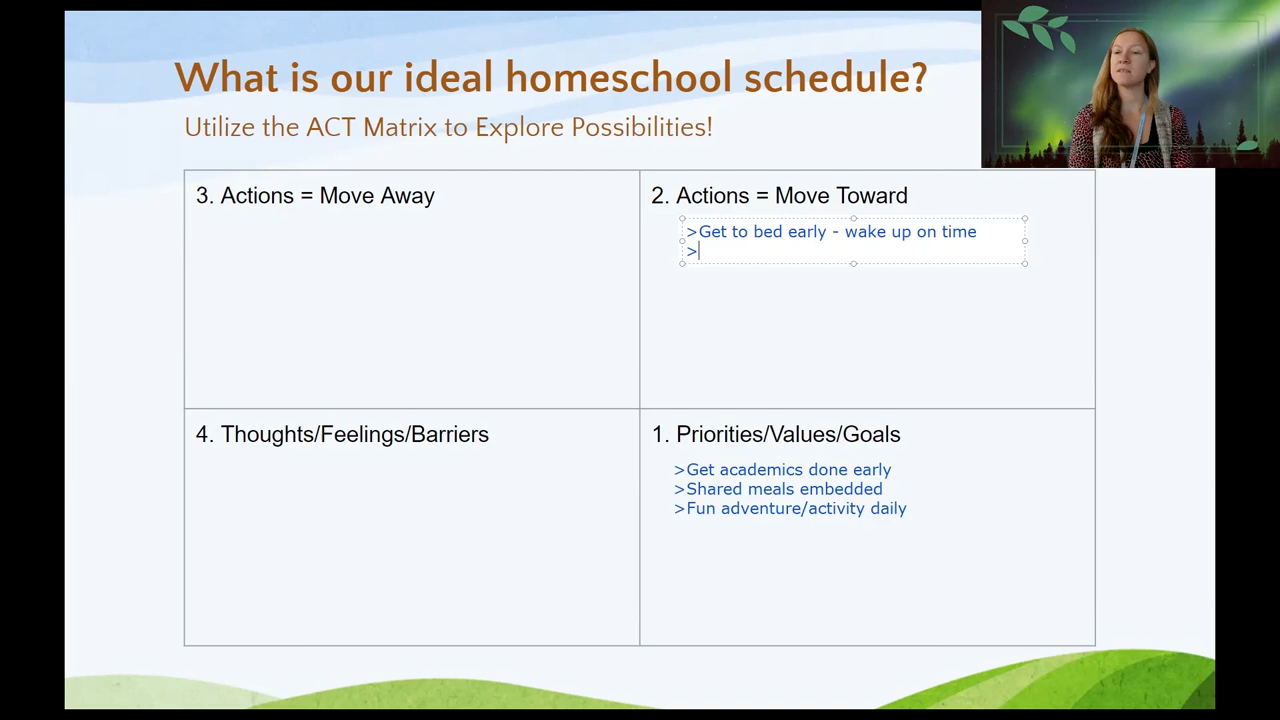 What is our ideal homeschool schedule?
Utilize the ACT Matrix to Explore Possibilities!
3. Actions = Move Away
2. Actions = Move Toward
>Get to bed early - wake up on time
>
4. Thoughts/Feelings/Barriers
1. Priorities/Values/Goals
>Get academics done early
>Shared meals embedded
>Fun adventure/activity daily